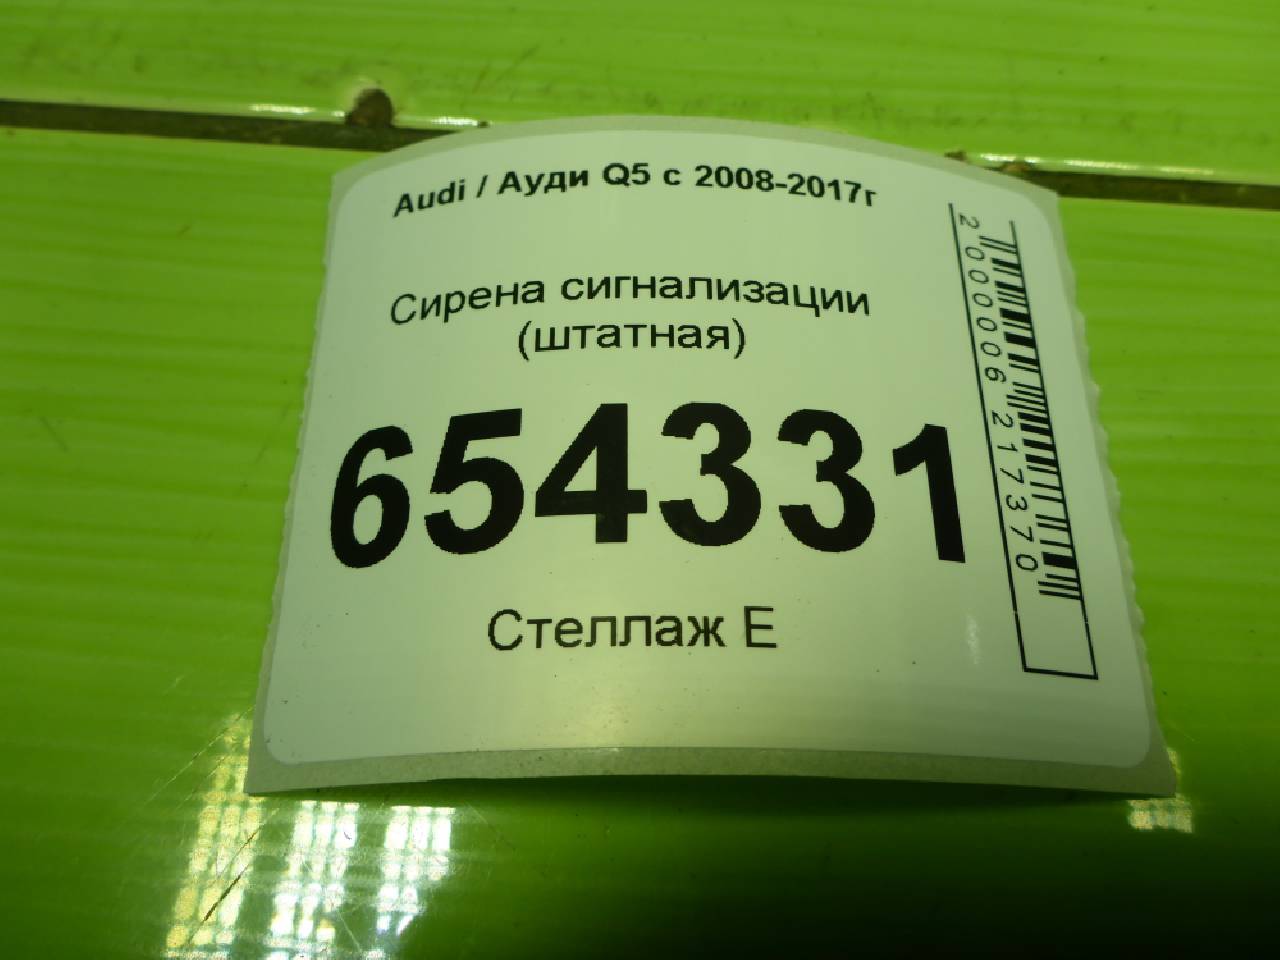 Audi / Ауди Q5 с 2008-2017г
Сирена сигнализации
(штатная)
654331
Стеллаж Е
2000006217370